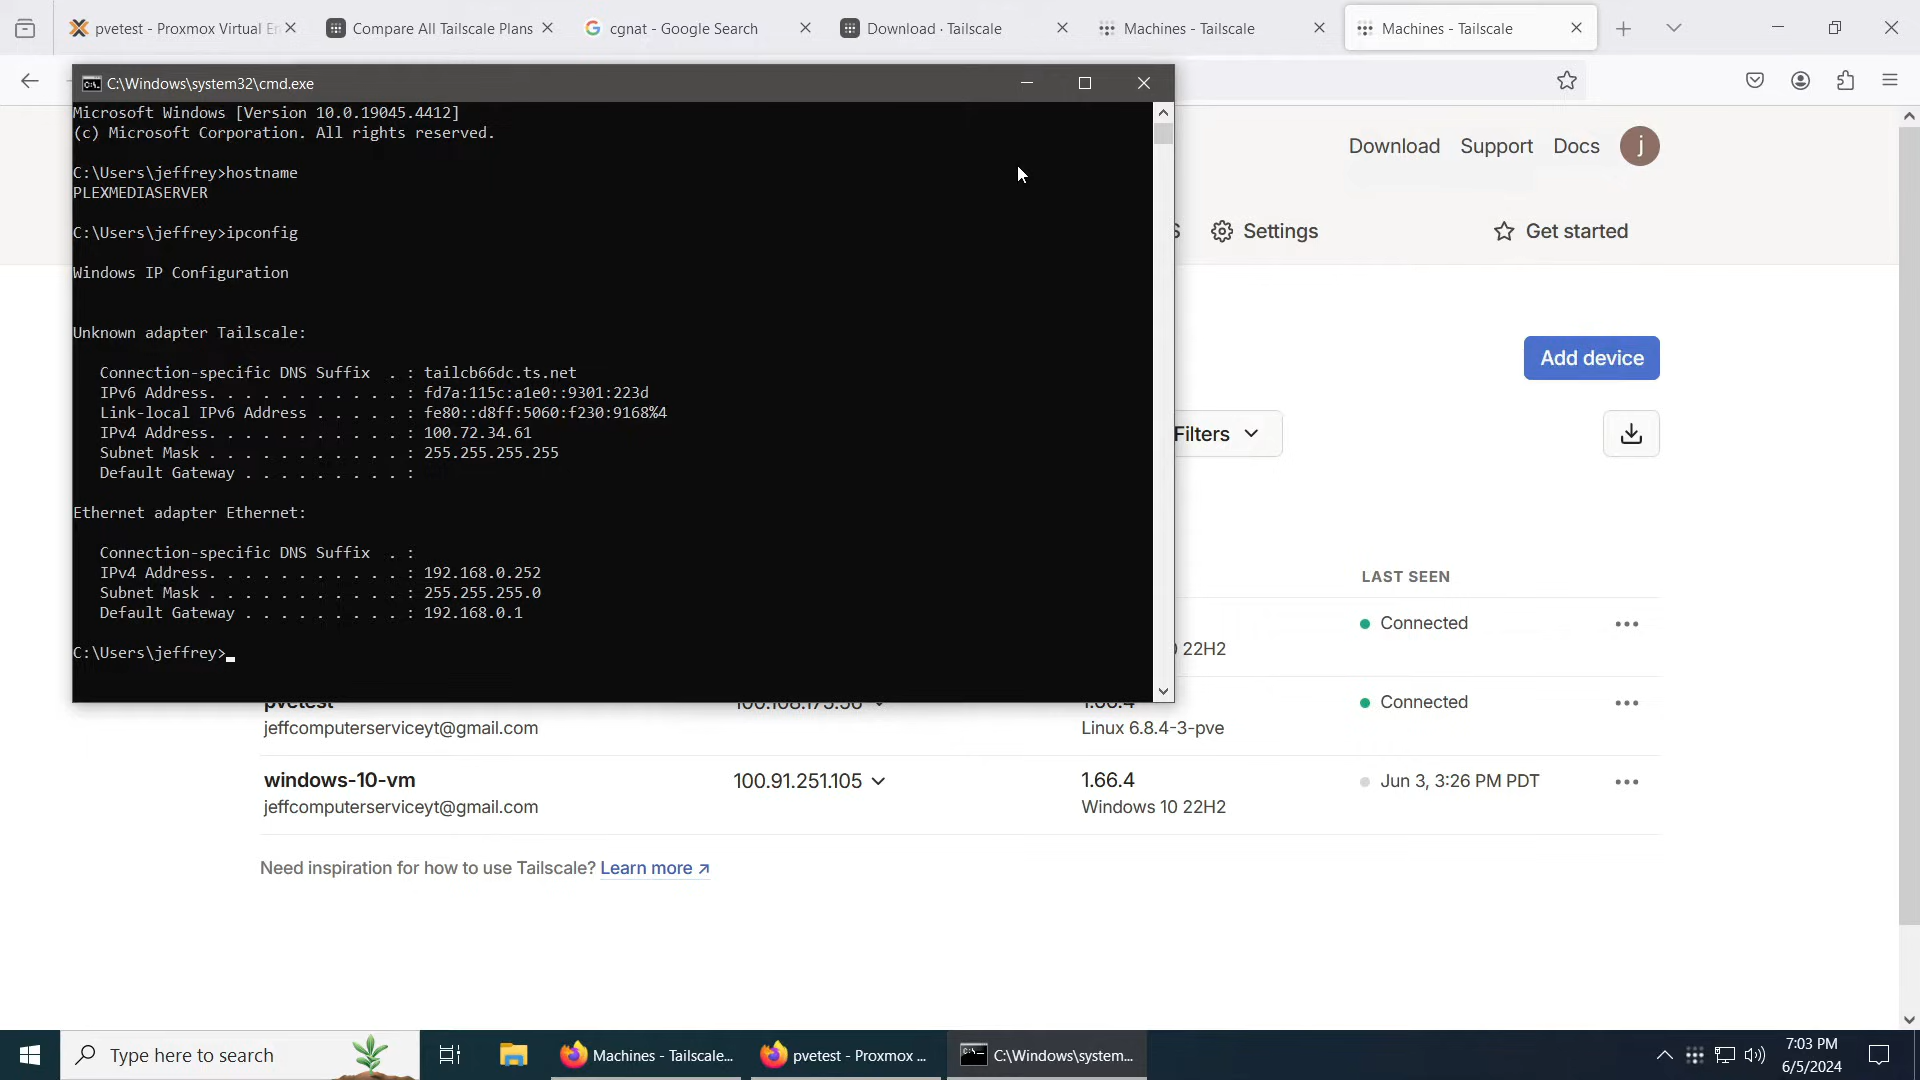 pvetest - Proxmox Virtual En
Compare All Tailscale Plans
cgnat - Google Search
Download · Tailscale
Machines - Tailscale
Machines - Tailscale
C:\Windows\system32\cmd.exe
Microsoft Windows [Version 10.0.19045.4412]
(c) Microsoft Corporation. All rights reserved.
C:\Users\jeffrey>hostname
PLEXMEDIASERVER
C:\Users\jeffrey>ipconfig
Windows IP Configuration
Unknown adapter Tailscale:
Connection-specific DNS Suffix . : tailcb66dc.ts.net
IPv6 Address. . . . . . . . . . . : fd7a:115c:a1e0::9301:223d
Link-local IPv6 Address . . . . . : fe80::d8ff:5060:f230:9168%4
IPv4 Address. . . . . . . . . . . : 100.72.34.61
Subnet Mask . . . . . . . . . . . : 255.255.255.255
Default Gateway . . . . . . . . . :
Ethernet adapter Ethernet:
Connection-specific DNS Suffix . :
IPv4 Address. . . . . . . . . . . : 192.168.0.252
Subnet Mask . . . . . . . . . . . : 255.255.255.0
Default Gateway . . . . . . . . . : 192.168.0.1
C:\Users\jeffrey>
Download Support Docs j
S Settings Get started
Add device
Filters
LAST SEEN
Connected
22H2
pvetest 1.66.4 Connected
jeffcomputerserviceyt@gmail.com Linux 6.8.4-3-pve
windows-10-vm 100.91.251.105 1.66.4 Jun 3, 3:26 PM PDT
jeffcomputerserviceyt@gmail.com Windows 10 22H2
Need inspiration for how to use Tailscale? Learn more ↗
Type here to search
Machines - Tailscale...
pvetest - Proxmox ...
C:\Windows\system...
7:03 PM
6/5/2024